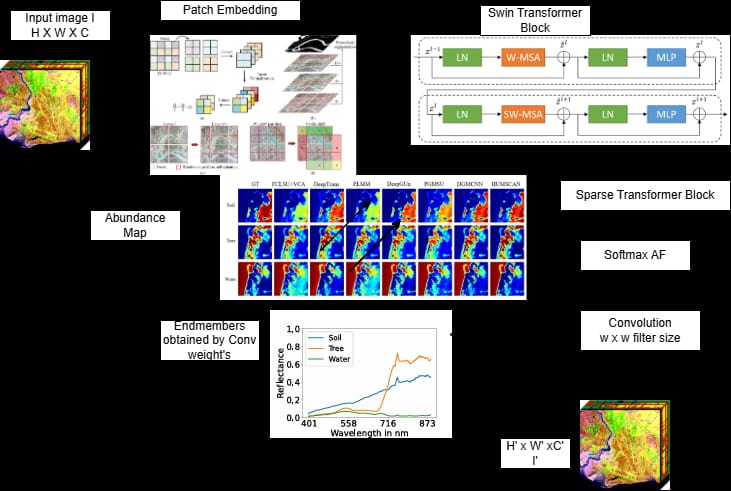 Input image I
H X W X C
Patch Embedding
Swin Transformer
Block
z^{l-1}
LN
W-MSA
ẑ^l
LN
MLP
z^l
z^l
LN
SW-MSA
ẑ^{l+1}
LN
MLP
z^{l+1}
GT FCLSU+VCA DeepTrans PLMM DeepGUn PGMSU DGMCNN HUMSCAN
Soil
Tree
Water
Abundance
Map
Sparse Transformer Block
Softmax AF
Endmembers
obtained by Conv
weight's
1,0
0,8
0,6
0,4
0,2
0,0
Reflectance
Soil
Tree
Water
401 558 716 873
Wavelength in nm
Convolution
w x w filter size
H' x W' xC'
I'